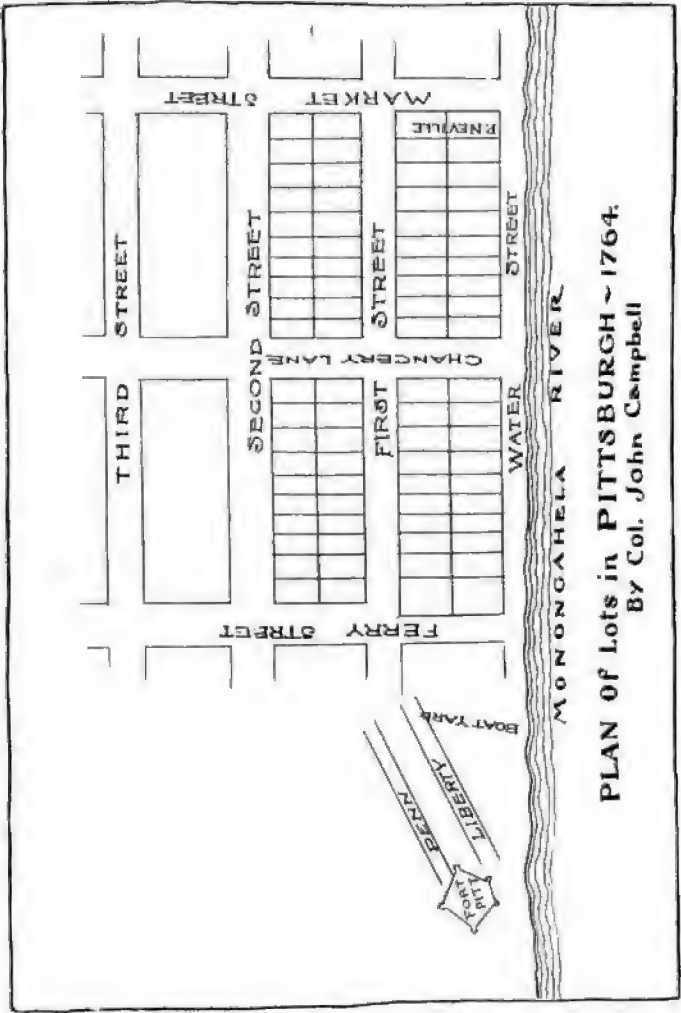 THIRD STREET
SECOND STREET
FIRST STREET
WATER STREET
FERRY STREET
CHANCERY LANE
MARKET STREET
P. NEVILLE
PENN
LIBERTY
FORT
PITT
BOAT YARD
MONONGAHELA RIVER
PLAN OF Lots in PITTSBURGH ~ 1764.
By Col. John Campbell